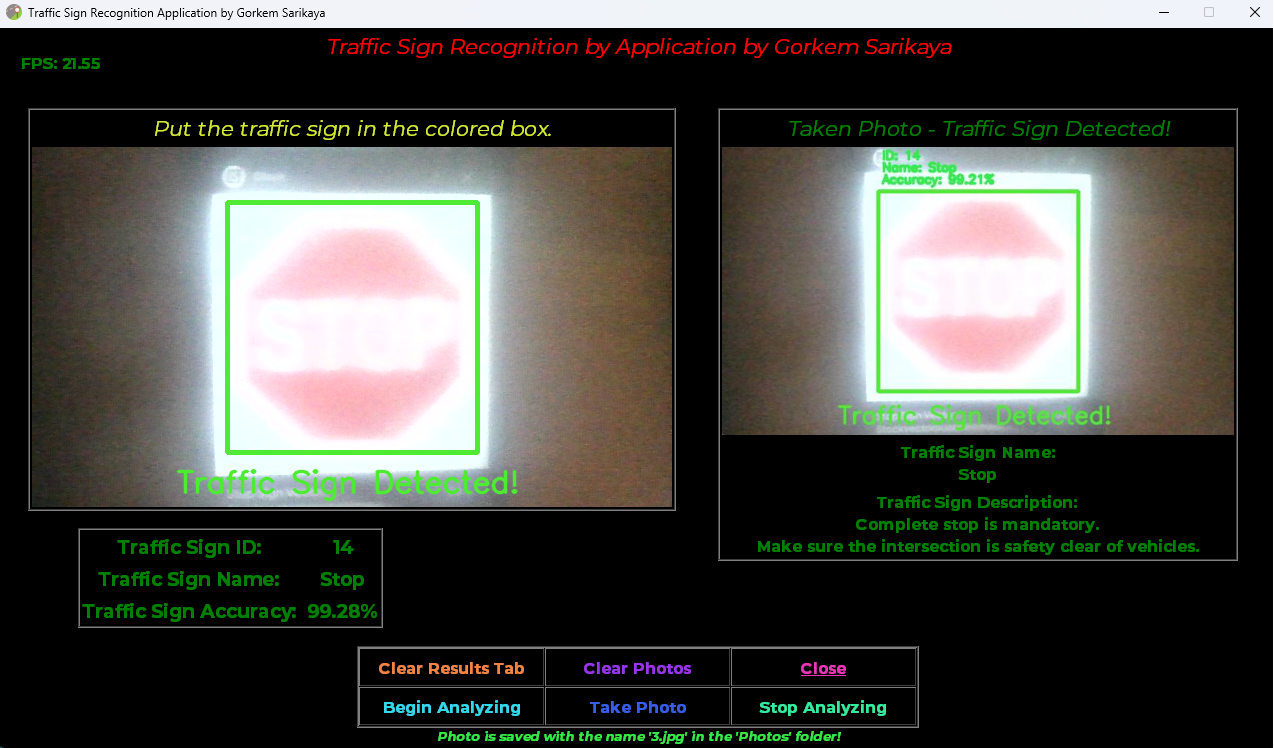 Traffic Sign Recognition Application by Gorkem Sarikaya
Traffic Sign Recognition by Application by Gorkem Sarikaya
FPS: 21.55
Put the traffic sign in the colored box.
STOP
Traffic Sign Detected!
Traffic Sign ID: 14
Traffic Sign Name: Stop
Traffic Sign Accuracy: 99.28%
Taken Photo - Traffic Sign Detected!
ID: 14
Name: Stop
Accuracy: 99.21%
STOP
Traffic Sign Detected!
Traffic Sign Name:
Stop
Traffic Sign Description:
Complete stop is mandatory.
Make sure the intersection is safety clear of vehicles.
Clear Results Tab Clear Photos Close
Begin Analyzing Take Photo Stop Analyzing
Photo is saved with the name '3.jpg' in the 'Photos' folder!